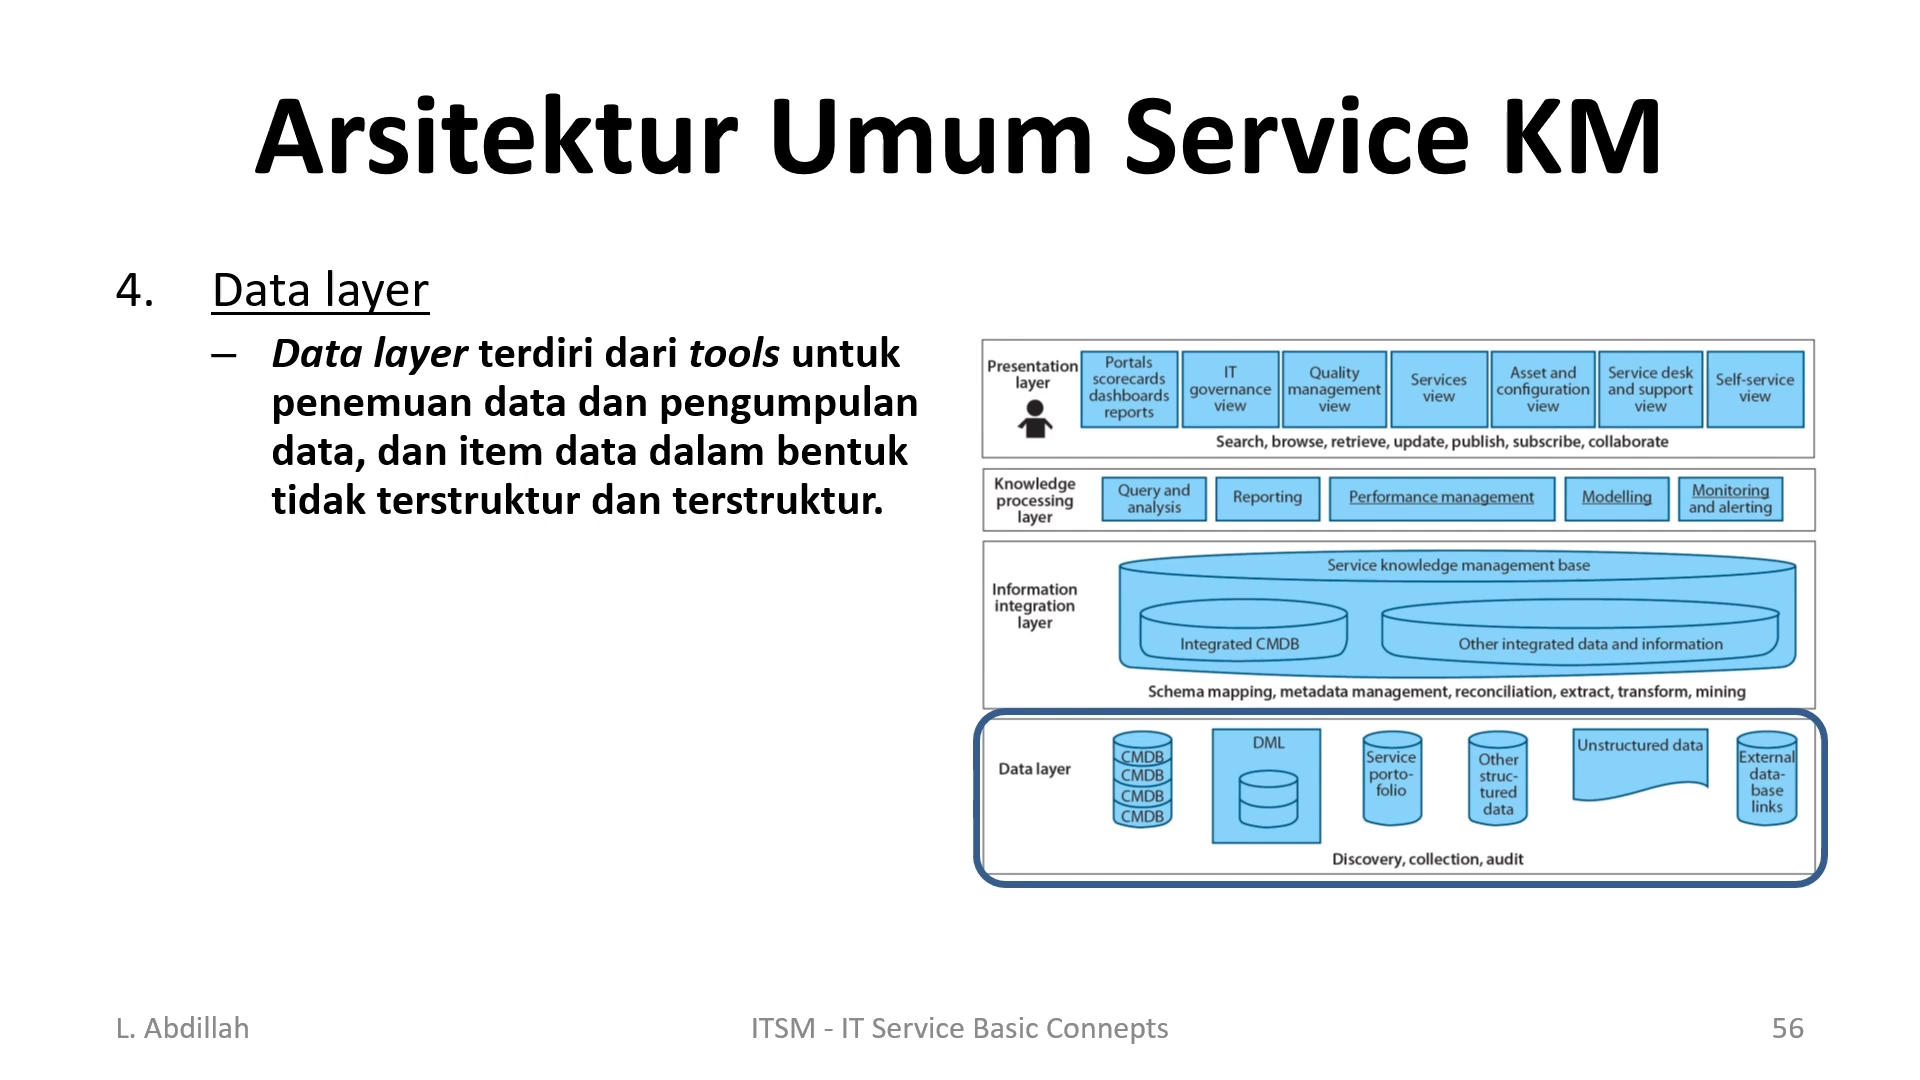 Arsitektur Umum Service KM
4. Data layer
– Data layer terdiri dari tools untuk
penemuan data dan pengumpulan
data, dan item data dalam bentuk
tidak terstruktur dan terstruktur.
Presentation
layer
Portals
scorecards
dashboards
reports
IT
governance
view
Quality
management
view
Services
view
Asset and
configuration
view
Service desk
and support
view
Self-service
view
Search, browse, retrieve, update, publish, subscribe, collaborate
Knowledge
processing
layer
Query and
analysis
Reporting
Performance management
Modelling
Monitoring
and alerting
Information
integration
layer
Service knowledge management base
Integrated CMDB
Other integrated data and information
Schema mapping, metadata management, reconciliation, extract, transform, mining
Data layer
CMDB
CMDB
CMDB
CMDB
DML
Service
porto-
folio
Other
struc-
tured
data
Unstructured data
External
data-
base
links
Discovery, collection, audit
L. Abdillah
ITSM - IT Service Basic Connepts
56